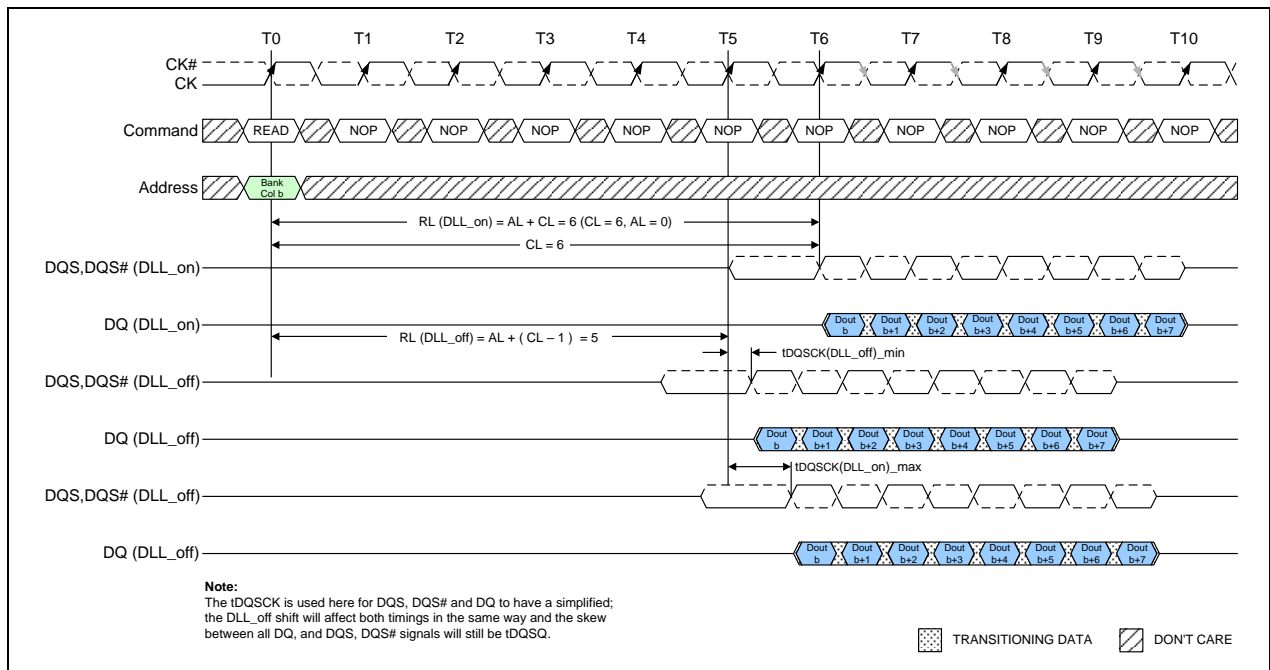 T0 T1 T2 T3 T4 T5 T6 T7 T8 T9 T10
CK#
CK
Command READ NOP NOP NOP NOP NOP NOP NOP NOP NOP NOP
Address Bank Col b
RL (DLL_on) = AL + CL = 6 (CL = 6, AL = 0)
CL = 6
DQS,DQS# (DLL_on)
DQ (DLL_on) Dout b Dout b+1 Dout b+2 Dout b+3 Dout b+4 Dout b+5 Dout b+6 Dout b+7
RL (DLL_off) = AL + ( CL – 1 ) = 5
tDQSCK(DLL_off)_min
DQS,DQS# (DLL_off)
DQ (DLL_off) Dout b Dout b+1 Dout b+2 Dout b+3 Dout b+4 Dout b+5 Dout b+6 Dout b+7
tDQSCK(DLL_on)_max
DQS,DQS# (DLL_off)
DQ (DLL_off) Dout b Dout b+1 Dout b+2 Dout b+3 Dout b+4 Dout b+5 Dout b+6 Dout b+7
Note:
The tDQSCK is used here for DQS, DQS# and DQ to have a simplified;
the DLL_off shift will affect both timings in the same way and the skew
between all DQ, and DQS, DQS# signals will still be tDQSQ.
TRANSITIONING DATA DON'T CARE